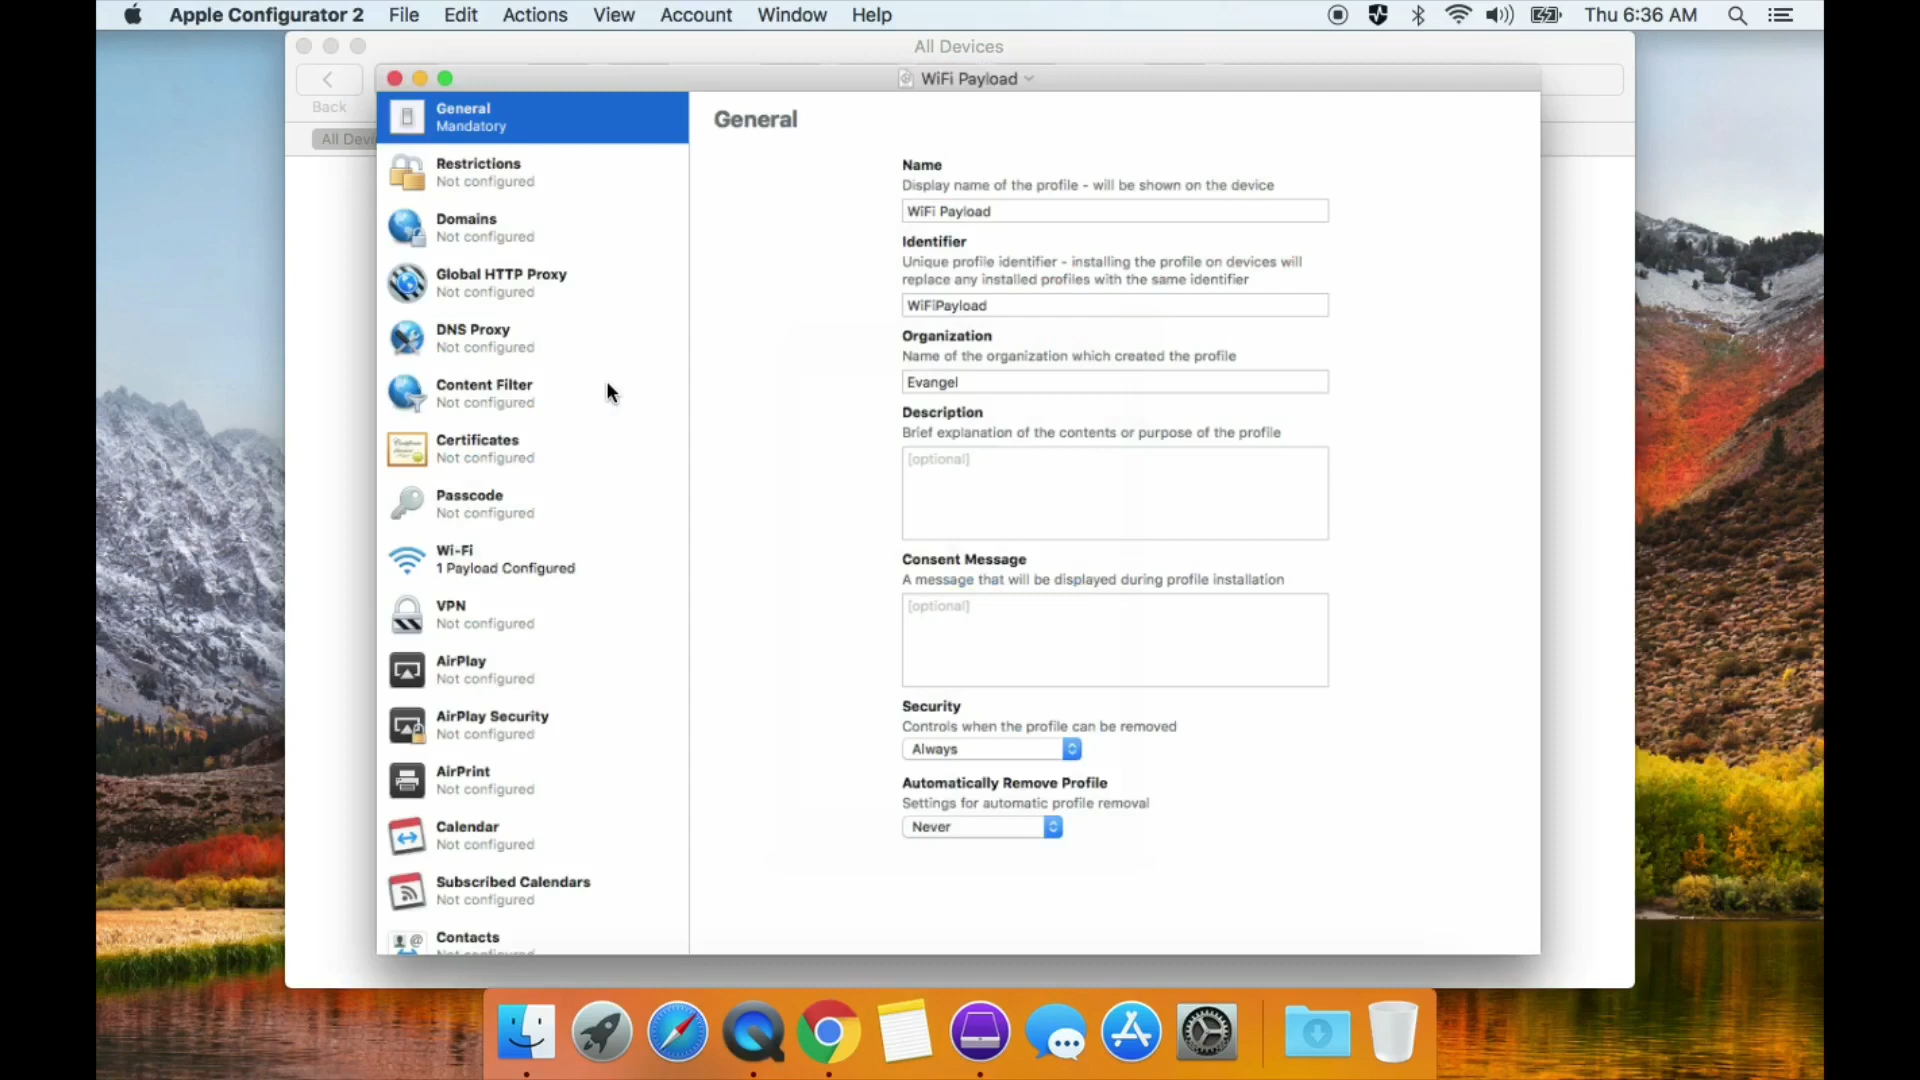 Apple Configurator 2 File Edit Actions View Account Window Help Thu 6:36 AM
All Devices
Back
All Devi
WiFi Payload
General
Mandatory
Restrictions
Not configured
Domains
Not configured
Global HTTP Proxy
Not configured
DNS Proxy
Not configured
Content Filter
Not configured
Certificates
Not configured
Passcode
Not configured
Wi-Fi
1 Payload Configured
VPN
Not configured
AirPlay
Not configured
AirPlay Security
Not configured
AirPrint
Not configured
Calendar
Not configured
Subscribed Calendars
Not configured
Contacts
Not configured
General
Name
Display name of the profile - will be shown on the device
WiFi Payload
Identifier
Unique profile identifier - installing the profile on devices will
replace any installed profiles with the same identifier
WiFiPayload
Organization
Name of the organization which created the profile
Evangel
Description
Brief explanation of the contents or purpose of the profile
[optional]
Consent Message
A message that will be displayed during profile installation
[optional]
Security
Controls when the profile can be removed
Always
Automatically Remove Profile
Settings for automatic profile removal
Never